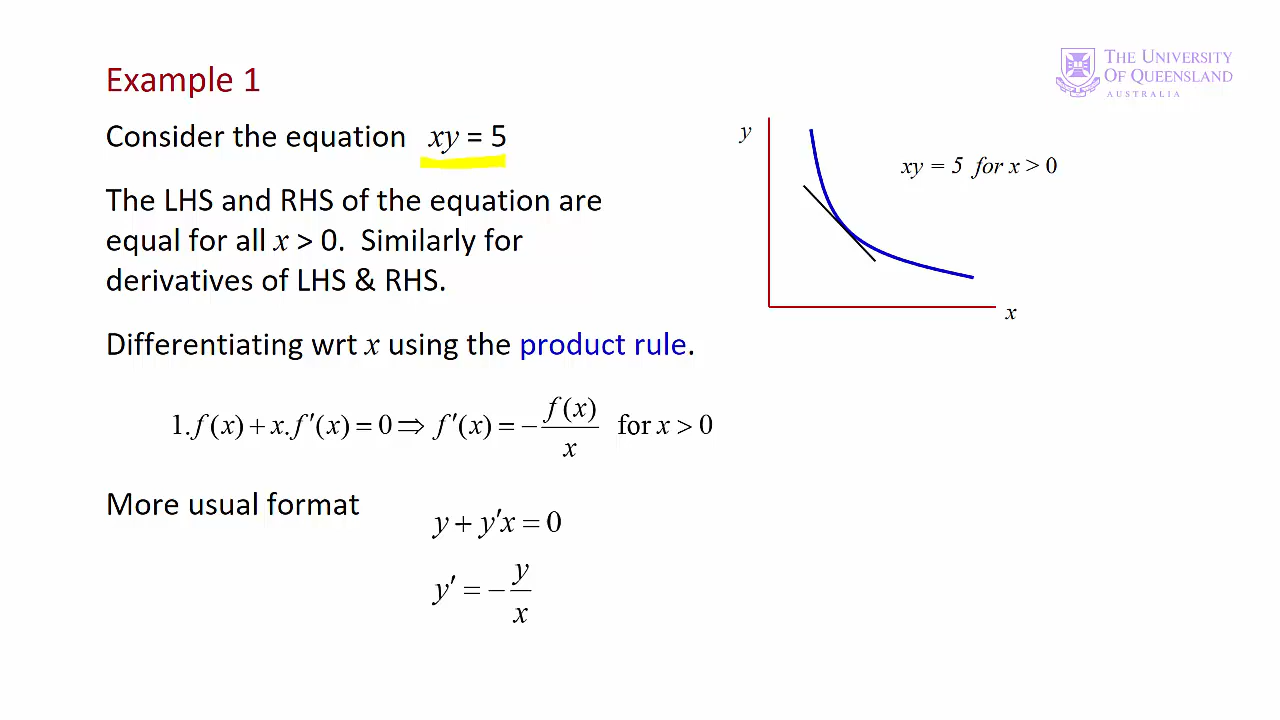 THE UNIVERSITY
OF QUEENSLAND
AUSTRALIA
Example 1
Consider the equation xy = 5
The LHS and RHS of the equation are
equal for all x > 0. Similarly for
derivatives of LHS & RHS.
y
xy = 5 for x > 0
x
Differentiating wrt x using the product rule.
1.f(x) + x.f′(x) = 0 ⇒ f′(x) = − f(x)/x for x > 0
More usual format
y + y′x = 0
y′ = − y/x